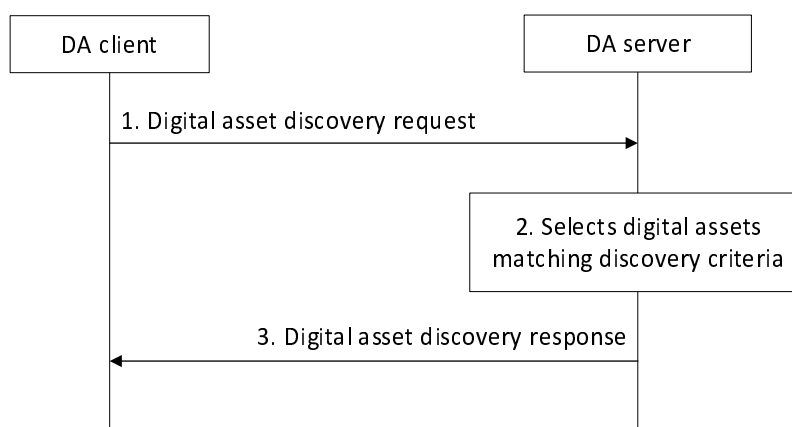 DA client
DA server
1. Digital asset discovery request
2. Selects digital assets
matching discovery criteria
3. Digital asset discovery response